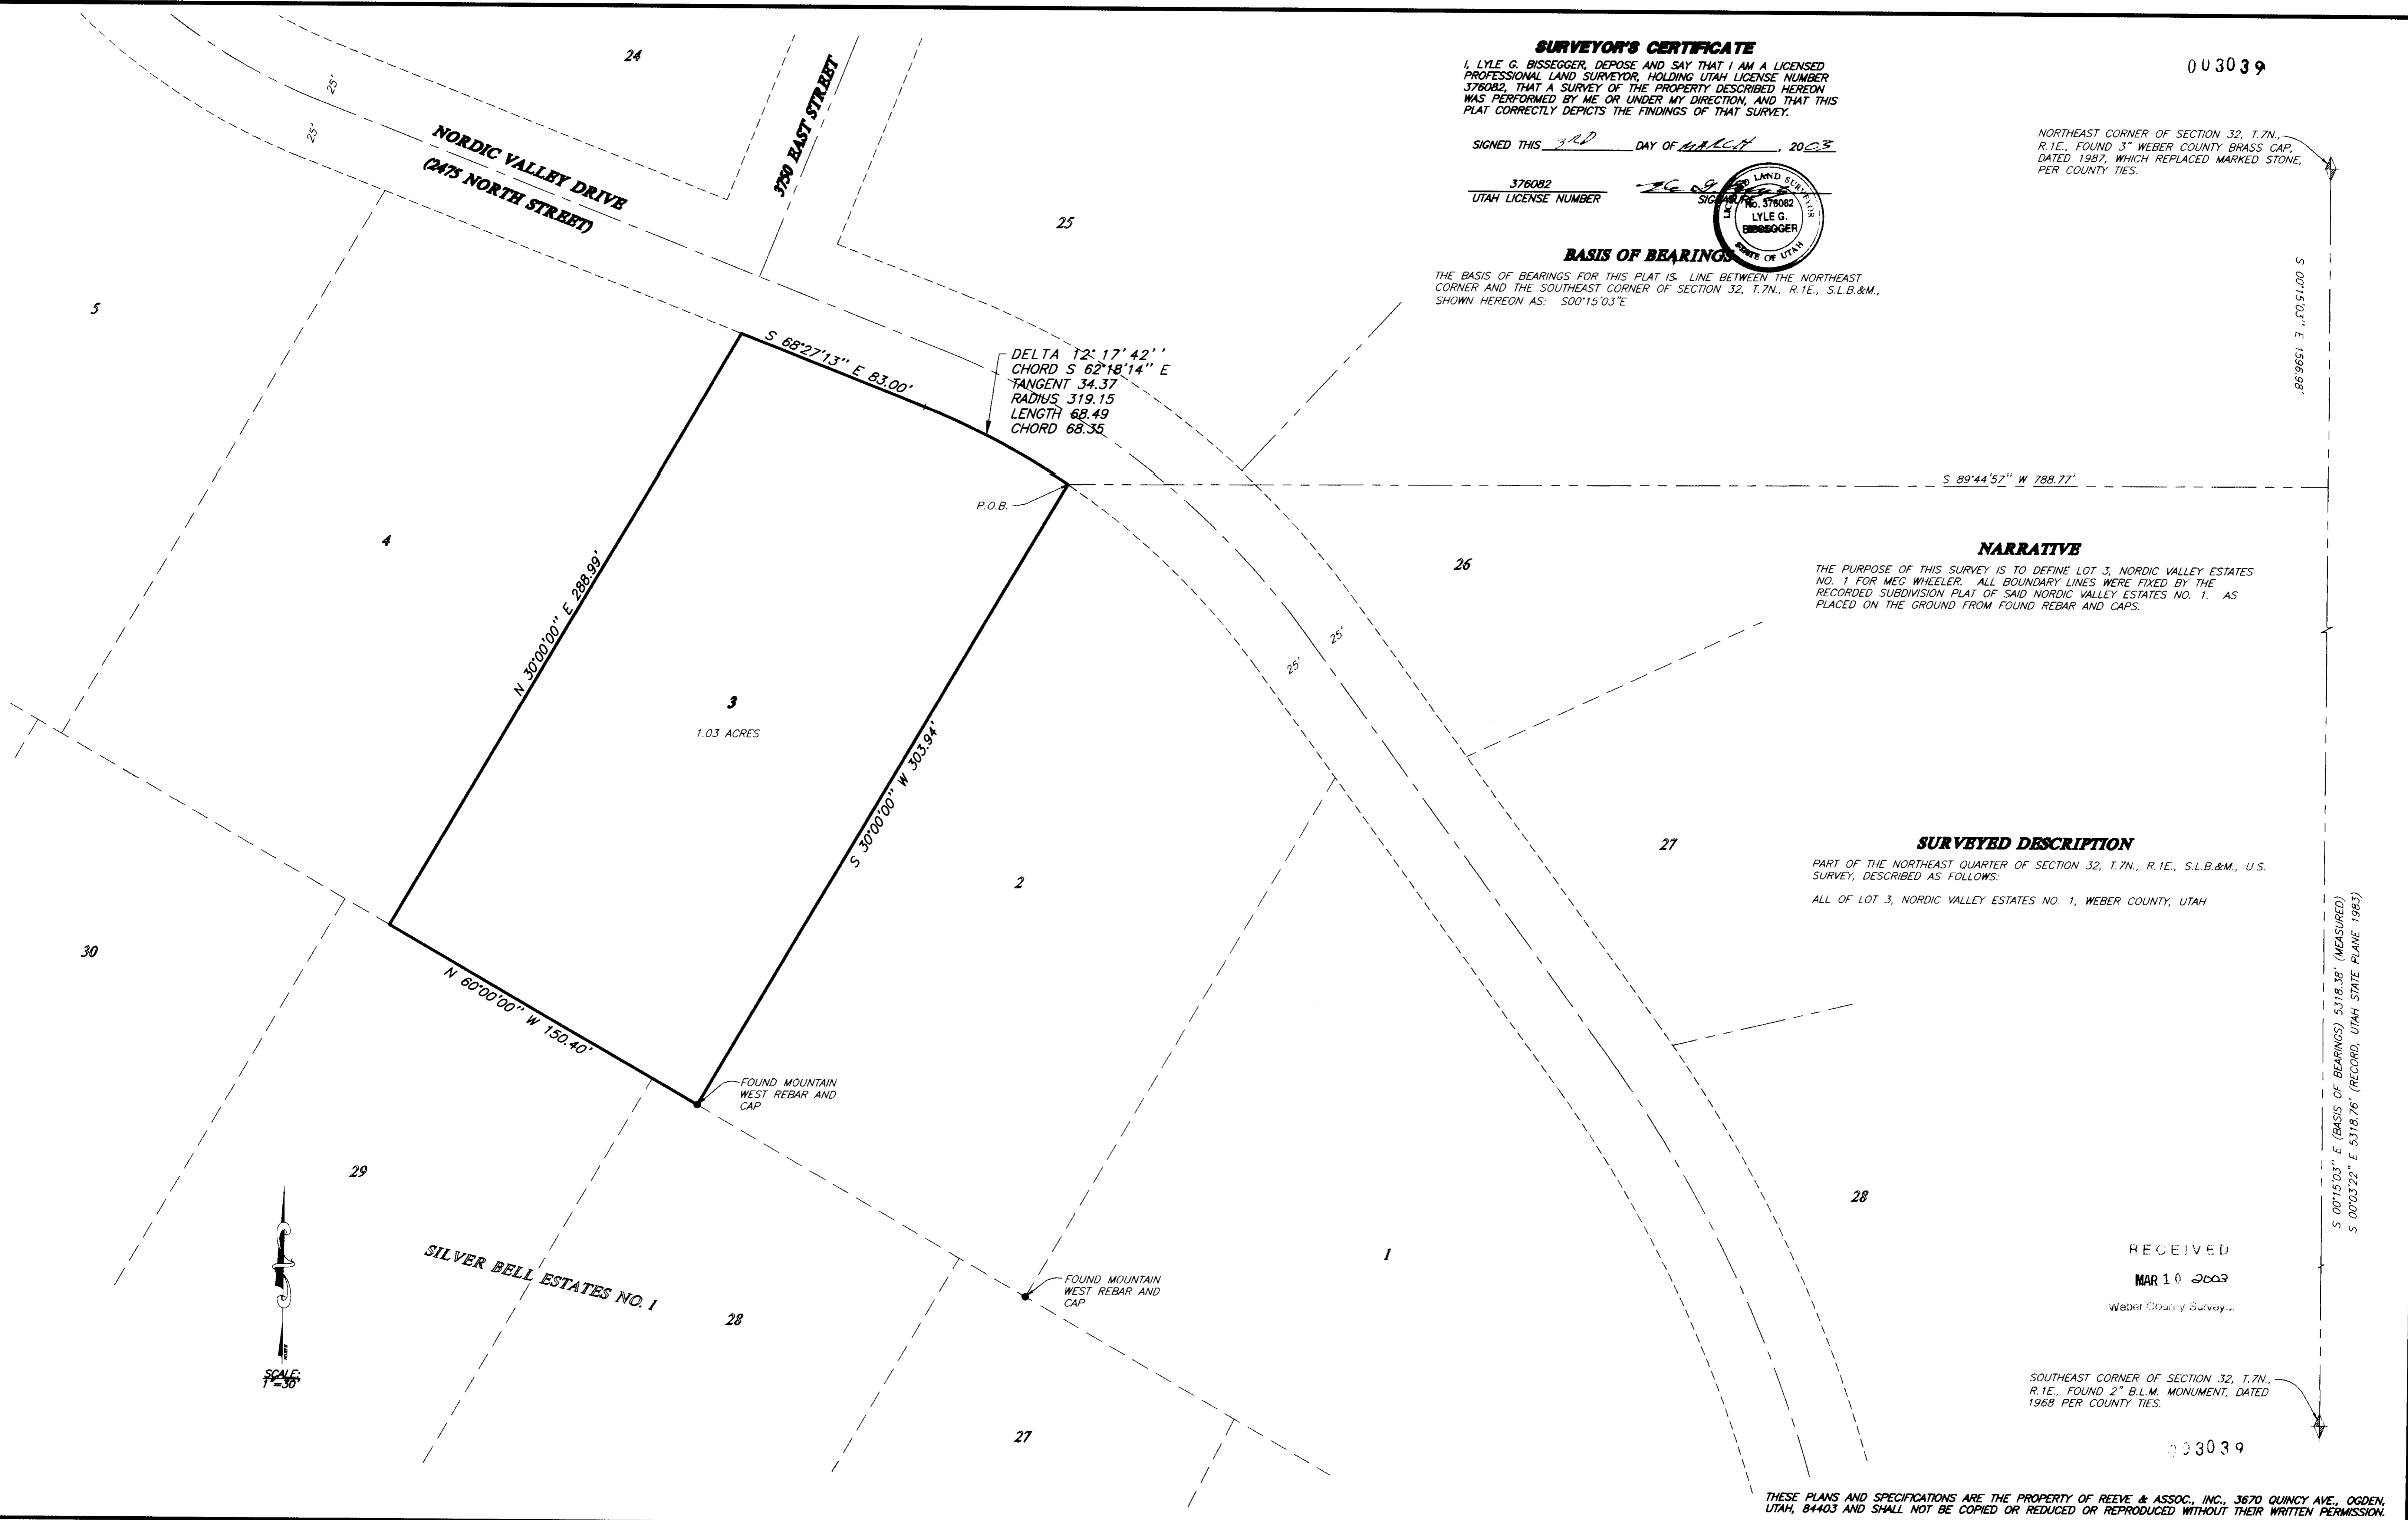 24
25'
25'
NORDIC VALLEY DRIVE
(2475 NORTH STREET)
3750 EAST STREET
25
5
SURVEYOR'S CERTIFICATE
I, LYLE G. BISSEGGER, DEPOSE AND SAY THAT I AM A LICENSED
PROFESSIONAL LAND SURVEYOR, HOLDING UTAH LICENSE NUMBER
376082, THAT A SURVEY OF THE PROPERTY DESCRIBED HEREON
WAS PERFORMED BY ME OR UNDER MY DIRECTION, AND THAT THIS
PLAT CORRECTLY DEPICTS THE FINDINGS OF THAT SURVEY.
SIGNED THIS 3RD DAY OF MARCH, 2003
376082
UTAH LICENSE NUMBER
SIGNATURE
LICENSED LAND SURVEYOR
No. 376082
LYLE G.
BISSEGGER
STATE OF UTAH
BASIS OF BEARINGS
THE BASIS OF BEARINGS FOR THIS PLAT IS LINE BETWEEN THE NORTHEAST
CORNER AND THE SOUTHEAST CORNER OF SECTION 32, T.7N., R.1E., S.L.B.&M.,
SHOWN HEREON AS: S00°15'03"E
003039
NORTHEAST CORNER OF SECTION 32, T.7N.,
R.1E., FOUND 3" WEBER COUNTY BRASS CAP,
DATED 1987, WHICH REPLACED MARKED STONE,
PER COUNTY TIES.
S 00°15'03" E 1596.98'
S 68°27'13" E 83.00'
DELTA 12° 17' 42''
CHORD S 62°18'14" E
TANGENT 34.37
RADIUS 319.15
LENGTH 68.49
CHORD 68.35
P.O.B.
S 89°44'57" W 788.77'
4
N 30°00'00" E 288.99'
3
1.03 ACRES
S 30°00'00" W 303.94'
26
25'
25'
NARRATIVE
THE PURPOSE OF THIS SURVEY IS TO DEFINE LOT 3, NORDIC VALLEY ESTATES
NO. 1 FOR MEG WHEELER. ALL BOUNDARY LINES WERE FIXED BY THE
RECORDED SUBDIVISION PLAT OF SAID NORDIC VALLEY ESTATES NO. 1. AS
PLACED ON THE GROUND FROM FOUND REBAR AND CAPS.
27
SURVEYED DESCRIPTION
PART OF THE NORTHEAST QUARTER OF SECTION 32, T.7N., R.1E., S.L.B.&M., U.S.
SURVEY, DESCRIBED AS FOLLOWS:
ALL OF LOT 3, NORDIC VALLEY ESTATES NO. 1, WEBER COUNTY, UTAH
2
30
N 60°00'00" W 150.40'
FOUND MOUNTAIN
WEST REBAR AND
CAP
29
SILVER BELL ESTATES NO. 1
28
FOUND MOUNTAIN
WEST REBAR AND
CAP
1
28
27
SCALE:
1"=30'
S 00°15'03" E (BASIS OF BEARINGS) 5318.38' (MEASURED)
S 00°03'22" E 5318.76' (RECORD, UTAH STATE PLANE 1983)
RECEIVED
MAR 10 2003
Weber County Survey
SOUTHEAST CORNER OF SECTION 32, T.7N.,
R.1E., FOUND 2" B.L.M. MONUMENT, DATED
1968 PER COUNTY TIES.
003039
THESE PLANS AND SPECIFICATIONS ARE THE PROPERTY OF REEVE & ASSOC., INC., 3670 QUINCY AVE., OGDEN,
UTAH, 84403 AND SHALL NOT BE COPIED OR REDUCED OR REPRODUCED WITHOUT THEIR WRITTEN PERMISSION.